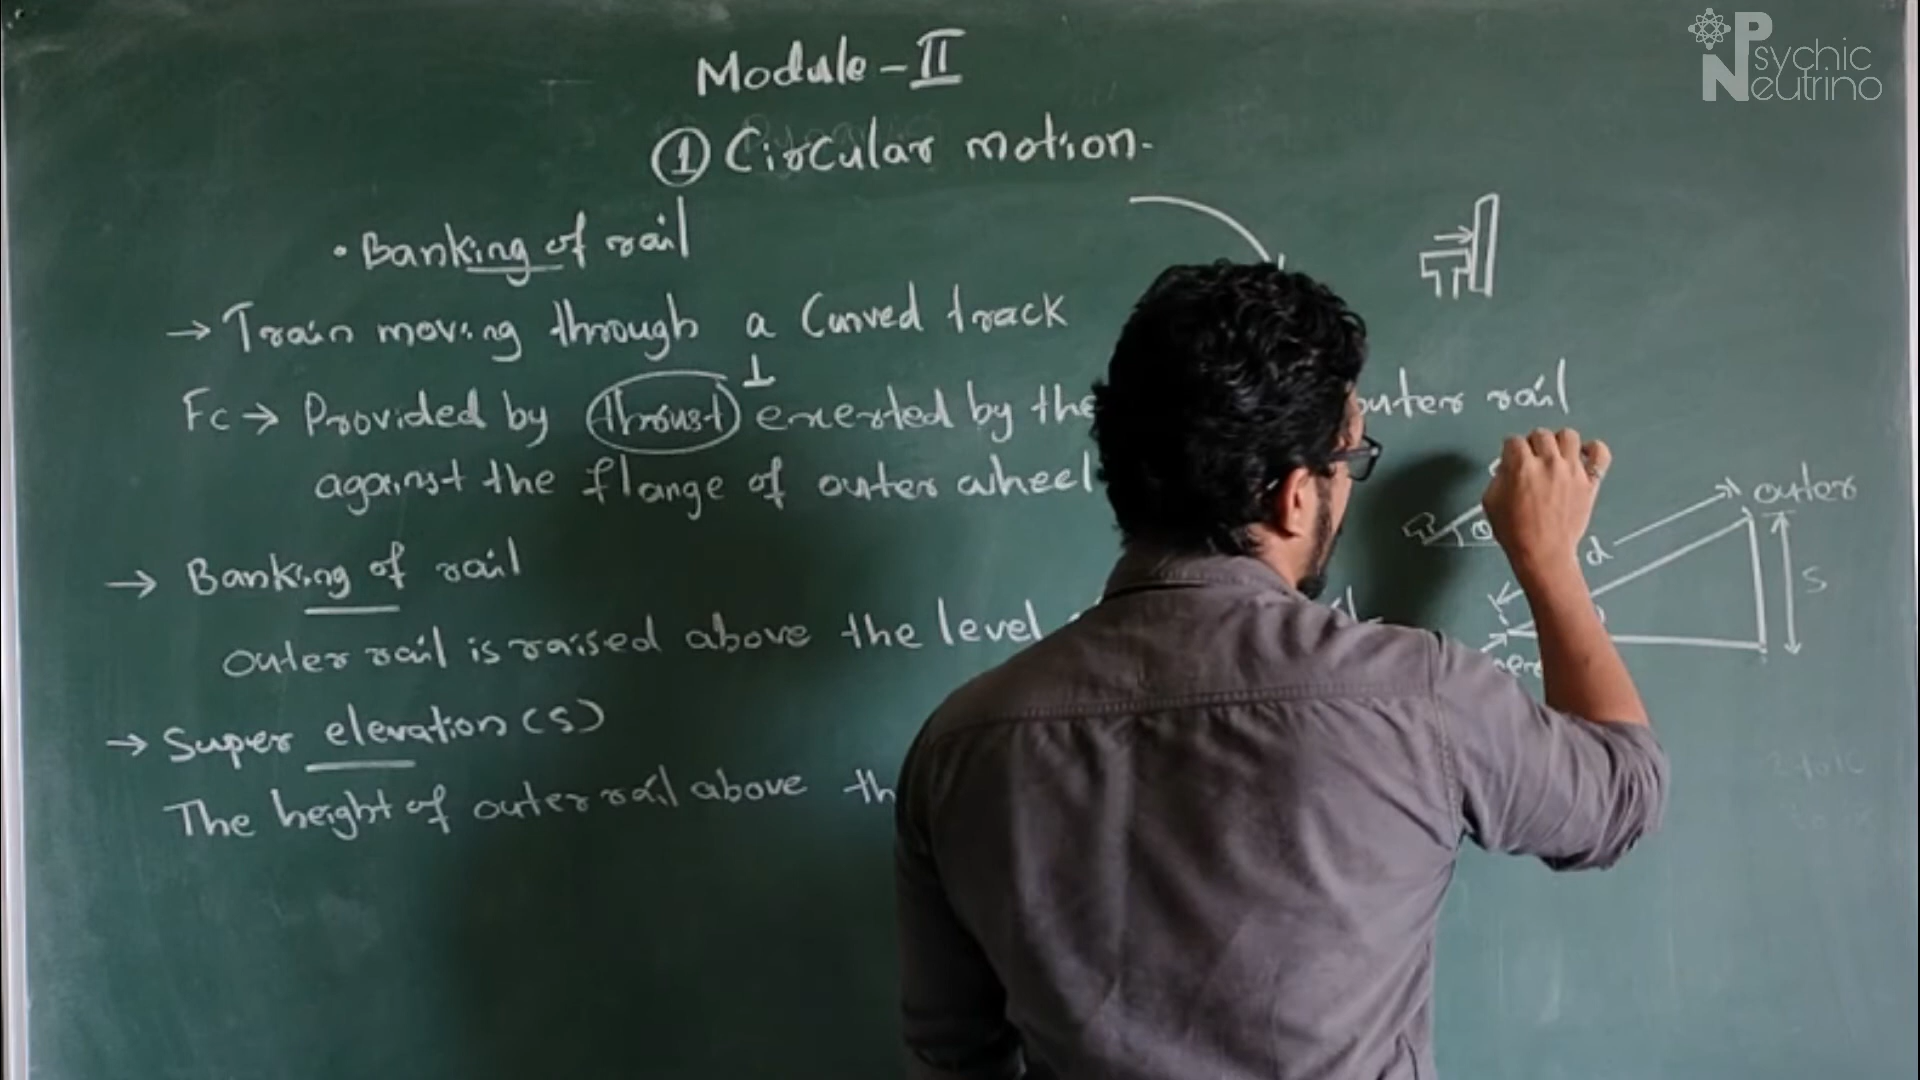 Psychic
Neutrino
Module - II
① Circular motion.
• Banking of rail
→ Train moving through a Curved track
Fc → Provided by thrust ⊥ exerted by the outer rail
against the flange of outer wheel
→ Banking of rail
outer rail is raised above the level
→ Super elevation (s)
The height of outer rail above
outer
d
s
θ